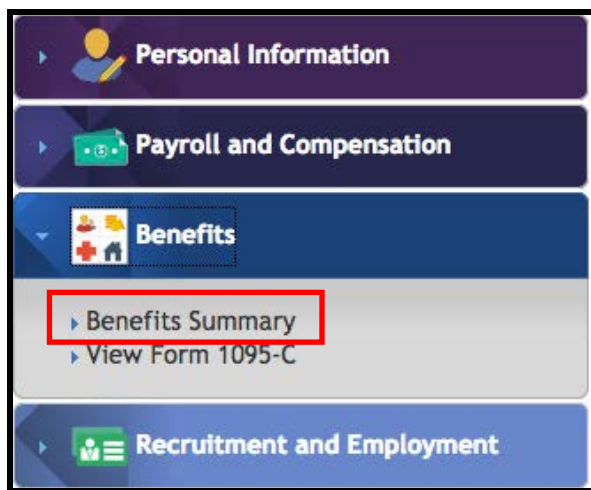 Personal Information
Payroll and Compensation
Benefits
Benefits Summary
View Form 1095-C
Recruitment and Employment